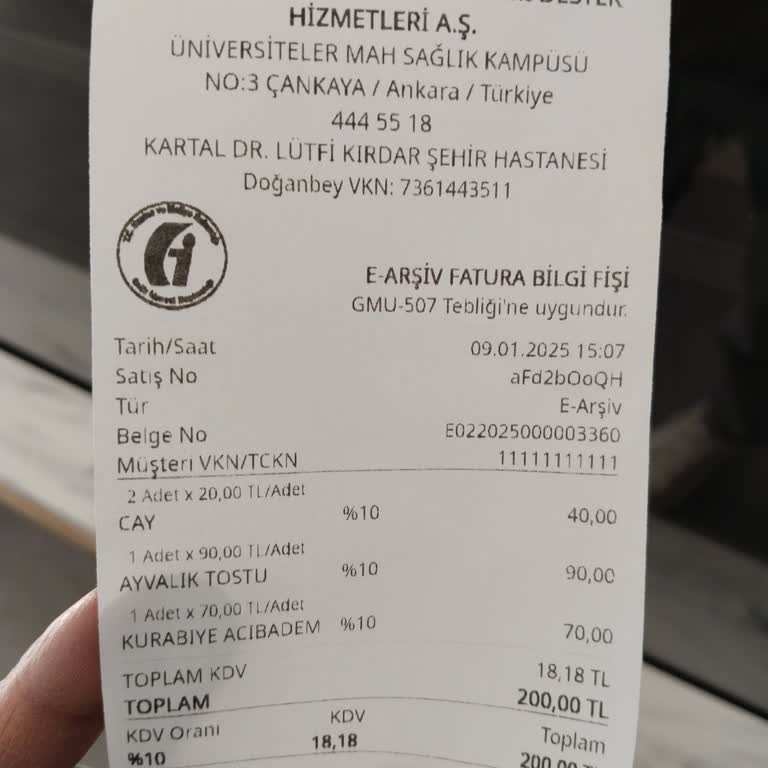 DESTEK
HİZMETLERİ A.Ş.
ÜNİVERSİTELER MAH SAĞLIK KAMPÜSÜ
NO:3 ÇANKAYA / Ankara / Türkiye
444 55 18
KARTAL DR. LÜTFİ KIRDAR ŞEHİR HASTANESİ
Doğanbey VKN: 7361443511
E-ARŞİV FATURA BİLGİ FİŞİ
GMU-507 Tebliği'ne uygundur.
Tarih/Saat 09.01.2025 15:07
Satış No aFd2bOoQH
Tür E-Arşiv
Belge No E022025000003360
Müşteri VKN/TCKN 11111111111
2 Adet x 20,00 TL/Adet
CAY %10 40,00
1 Adet x 90,00 TL/Adet
AYVALIK TOSTU %10 90,00
1 Adet x 70,00 TL/Adet
KURABIYE ACIBADEM %10 70,00
TOPLAM KDV 18,18 TL
TOPLAM 200,00 TL
KDV Oranı KDV Toplam
%10 18,18 200,00